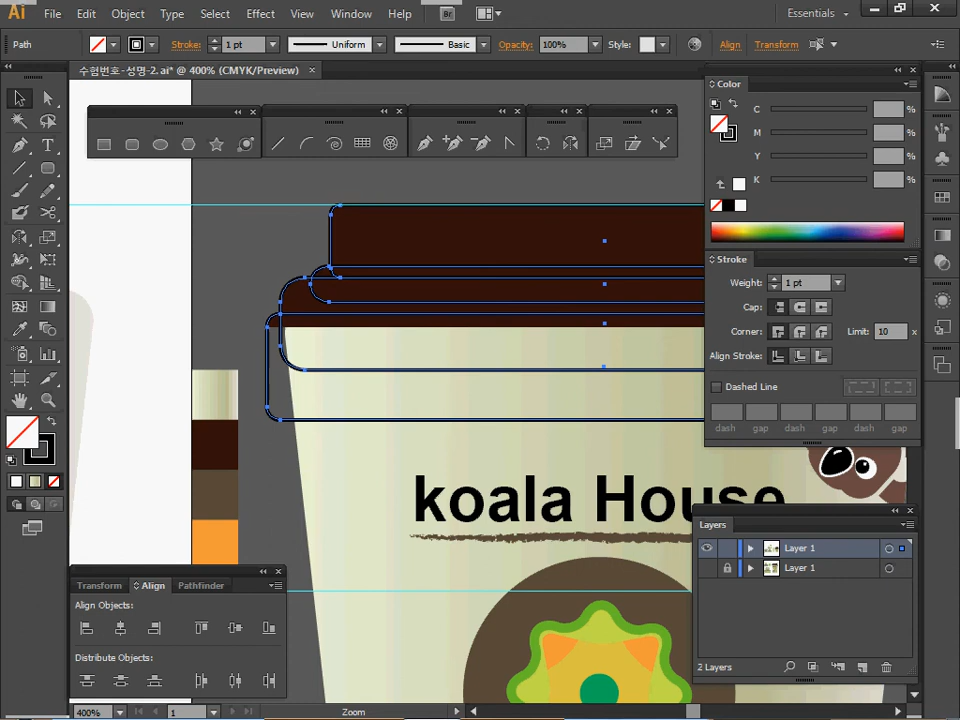 Ai File Edit Object Type Select Effect View Window Help Br Essentials
Path Stroke: 1 pt Uniform Basic Opacity: 100% Style: Align Transform
수험번호-성명-2.ai* @ 400% (CMYK/Preview)
Color
C %
M %
Y %
K %
Stroke
Weight: 1 pt
Cap:
Corner: Limit: 10 x
Align Stroke:
Dashed Line
dash gap dash gap dash gap
koala House
Layers
Layer 1
Layer 1
2 Layers
Transform Align Pathfinder
Align Objects:
Distribute Objects:
400% 1 Zoom